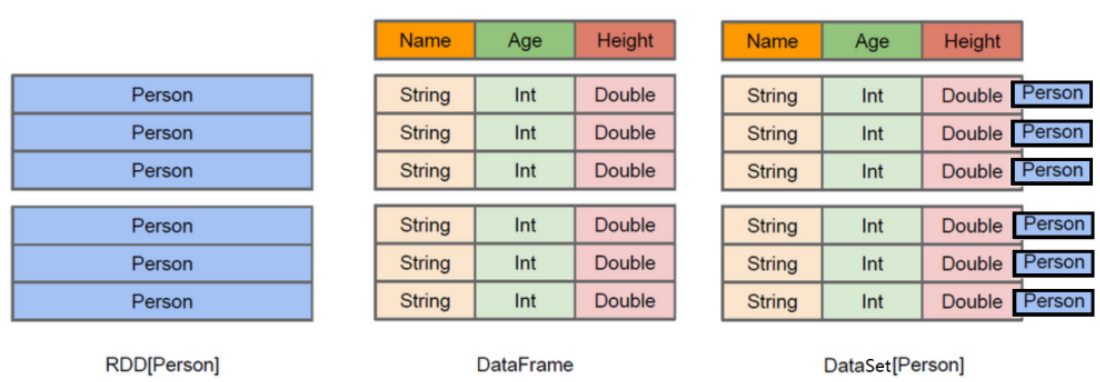 Name Age Height Name Age Height
Person String Int Double String Int Double Person
Person String Int Double String Int Double Person
Person String Int Double String Int Double Person
Person String Int Double String Int Double Person
Person String Int Double String Int Double Person
Person String Int Double String Int Double Person
RDD[Person] DataFrame DataSet[Person]